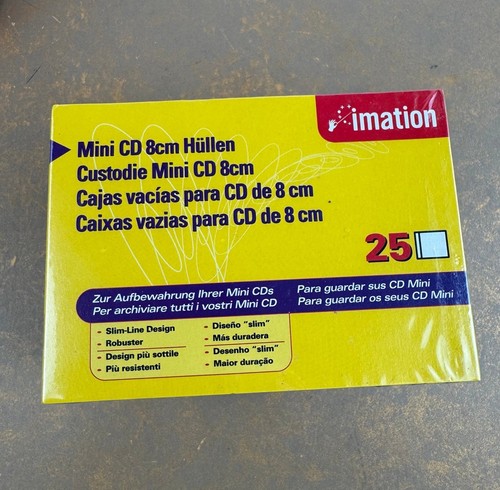 imation
Mini CD 8cm Hüllen
Custodie Mini CD 8cm
Cajas vacías para CD de 8 cm
Caixas vazias para CD de 8 cm
25
Zur Aufbewahrung Ihrer Mini CDs
Per archiviare tutti i vostri Mini CD
Para guardar sus CD Mini
Para guardar os seus CD Mini
- Slim-Line Design
- Robuster
- Design più sottile
- Più resistenti
- Diseño "slim"
- Más duradera
- Desenho "slim"
- Maior duração